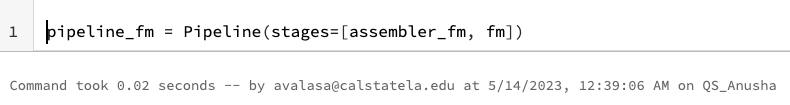 1 pipeline_fm = Pipeline(stages=[assembler_fm, fm])
Command took 0.02 seconds -- by avalasa@calstatela.edu at 5/14/2023, 12:39:06 AM on QS_Anusha